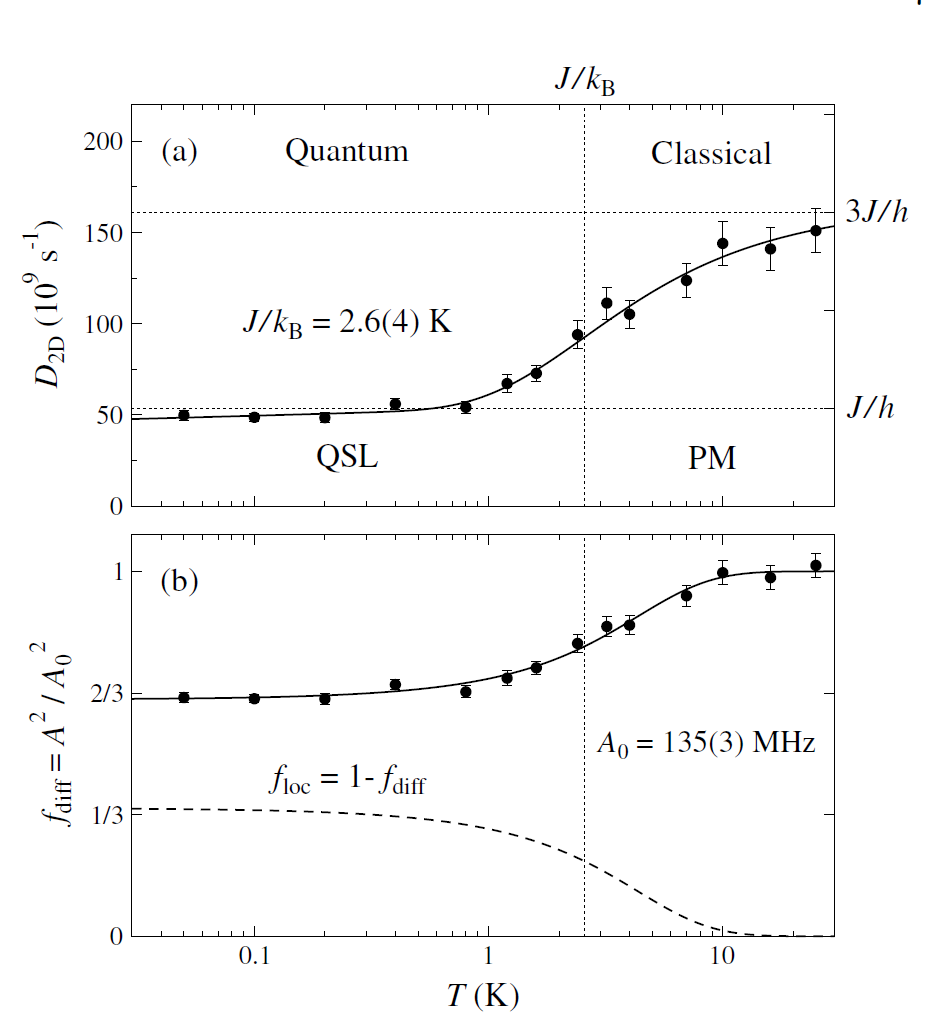 J/kB
(a)
Quantum
Classical
200
150
100
50
0
D2D (10^9 s^-1)
3J/h
J/h
J/kB = 2.6(4) K
QSL
PM
(b)
1
2/3
1/3
0
fdiff = A^2 / A0^2
A0 = 135(3) MHz
floc = 1- fdiff
0.1
1
10
T (K)